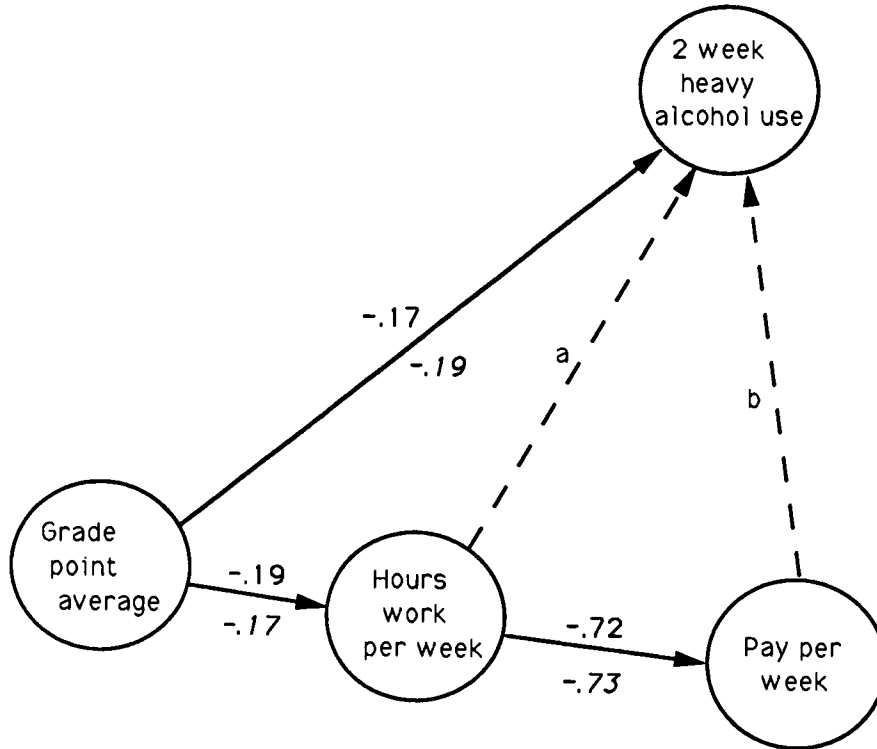 2 week
heavy
alcohol use
-.17
-.19
a
b
Grade
point
average
-.19
-.17
Hours
work
per week
-.72
-.73
Pay per
week